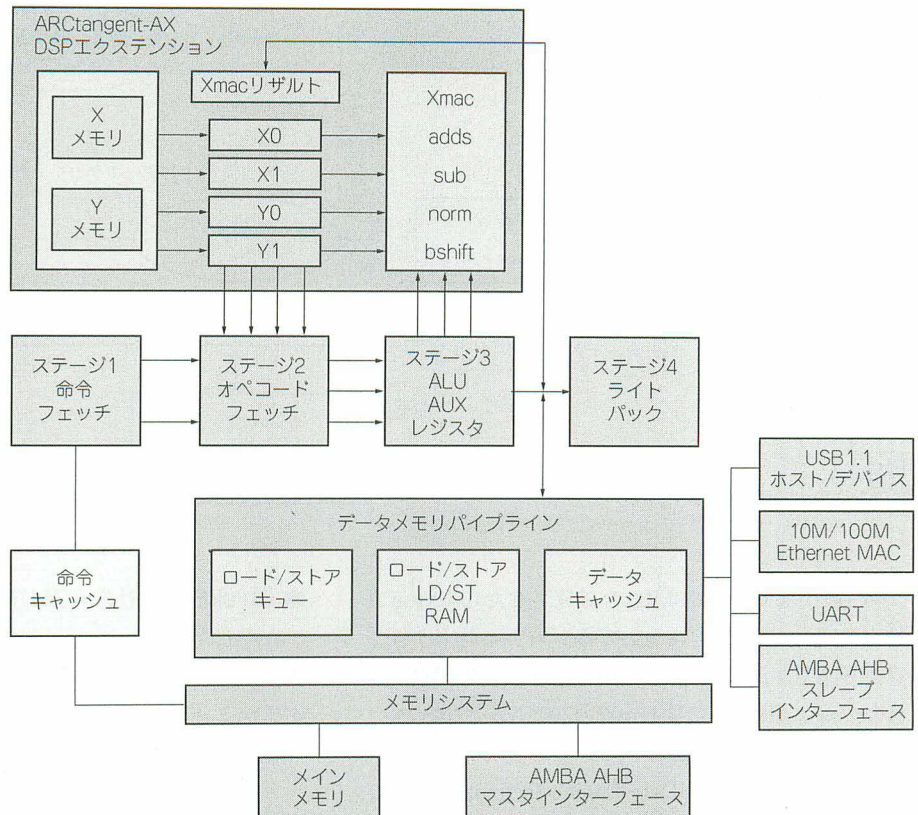 ARCtangent-AX
DSPエクステンション
Xmacリザルト
X
メモリ
Y
メモリ
X0
X1
Y0
Y1
Xmac
adds
sub
norm
bshift
ステージ1
命令
フェッチ
ステージ2
オペコード
フェッチ
ステージ3
ALU
AUX
レジスタ
ステージ4
ライト
パック
データメモリパイプライン
ロード/ストア
キュー
ロード/ストア
LD/ST
RAM
データ
キャッシュ
命令
キャッシュ
USB1.1
ホスト/デバイス
10M/100M
Ethernet MAC
UART
AMBA AHB
スレーブ
インターフェース
メモリシステム
メイン
メモリ
AMBA AHB
マスタインターフェース